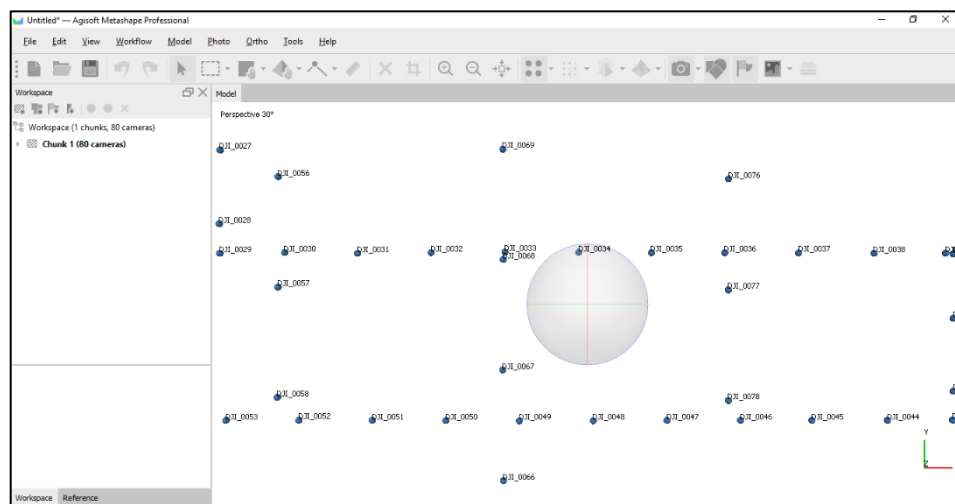 Untitled* — Agisoft Metashape Professional
File Edit View Workflow Model Photo Ortho Tools Help
Workspace
Model
Workspace (1 chunks, 80 cameras)
Chunk 1 (80 cameras)
Perspective 30°
DJI_0027
DJI_0069
DJI_0056
DJI_0076
DJI_0028
DJI_0029 DJI_0030 DJI_0031 DJI_0032 DJI_0033 DJI_0034 DJI_0035 DJI_0036 DJI_0037 DJI_0038
DJI_0068
DJI_0057
DJI_0077
DJI_0067
DJI_0058
DJI_0078
DJI_0053 DJI_0052 DJI_0051 DJI_0050 DJI_0049 DJI_0048 DJI_0047 DJI_0046 DJI_0045 DJI_0044
Y
Z
DJI_0066
Workspace Reference